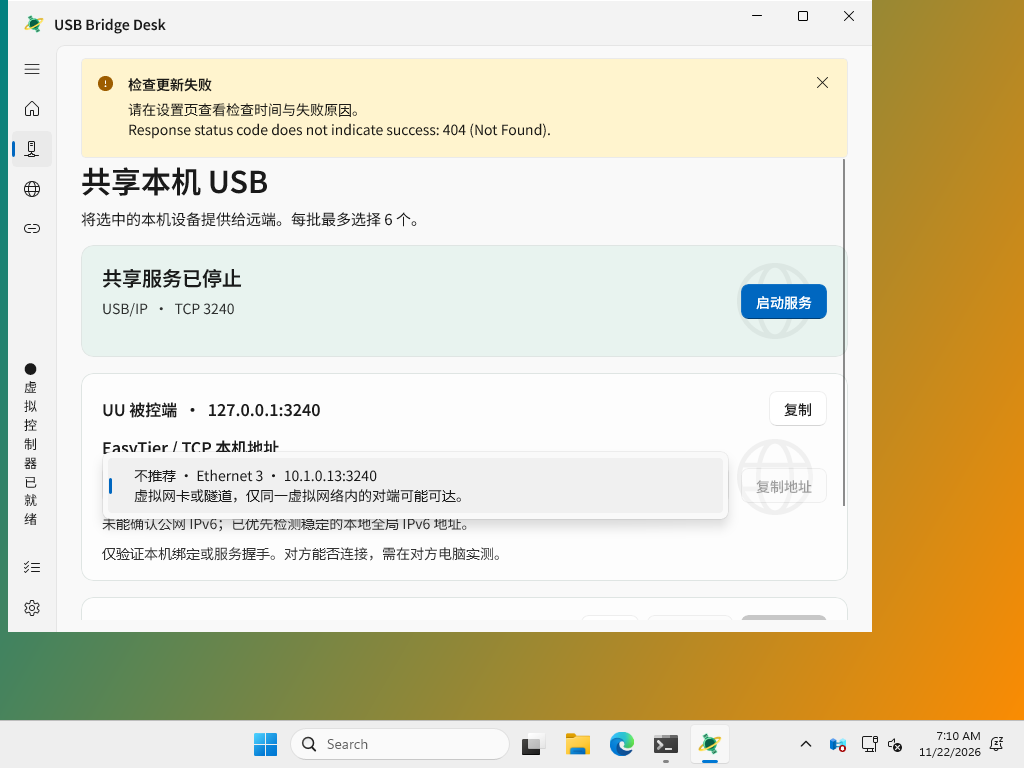 USB Bridge Desk
检查更新失败
请在设置页查看检查时间与失败原因。
Response status code does not indicate success: 404 (Not Found).
共享本机 USB
将选中的本机设备提供给远端。每批最多选择 6 个。
共享服务已停止
USB/IP • TCP 3240
启动服务
UU 被控端 • 127.0.0.1:3240
复制
EasyTier / TCP 本机地址
不推荐 • Ethernet 3 • 10.1.0.13:3240
虚拟网卡或隧道，仅同一虚拟网络内的对端可能可达。
复制地址
未能确认公网 IPv6；已优先检测稳定的本地全局 IPv6 地址。
仅验证本机绑定或服务握手。对方能否连接，需在对方电脑实测。
虚拟控制器已就绪
Search
7:10 AM
11/22/2026